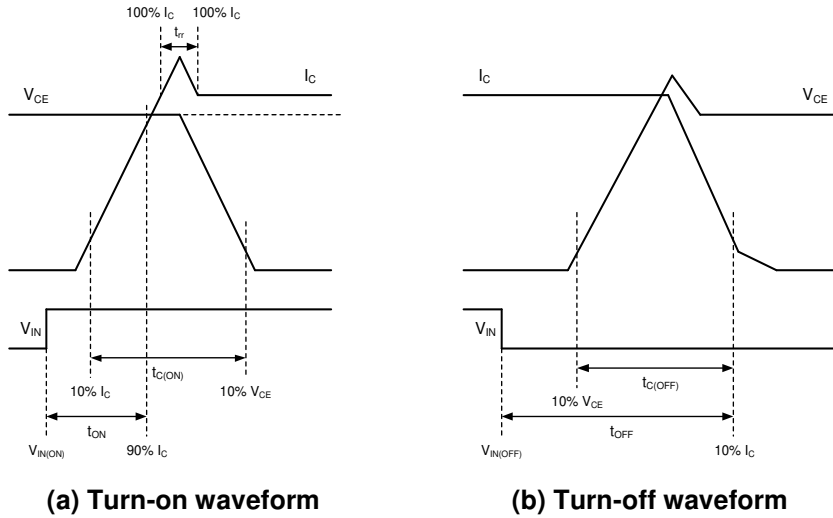 100% I_C 100% I_C
t_rr
I_C
V_CE
V_IN
t_C(ON)
10% I_C 10% V_CE
t_ON
V_IN(ON) 90% I_C
(a) Turn-on waveform
I_C
V_CE
V_IN
t_C(OFF)
10% V_CE
t_OFF
V_IN(OFF) 10% I_C
(b) Turn-off waveform